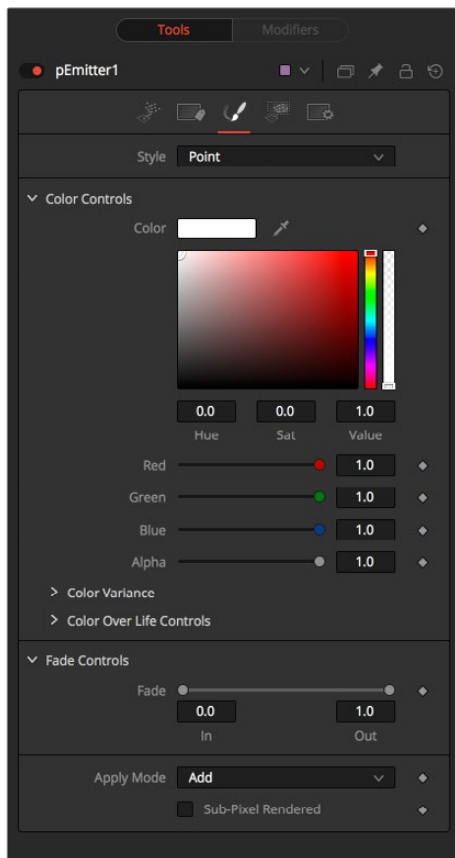 Tools Modifiers
pEmitter1
Style Point
Color Controls
Color
0.0 0.0 1.0
Hue Sat Value
Red 1.0
Green 1.0
Blue 1.0
Alpha 1.0
Color Variance
Color Over Life Controls
Fade Controls
Fade
0.0 1.0
In Out
Apply Mode Add
Sub-Pixel Rendered